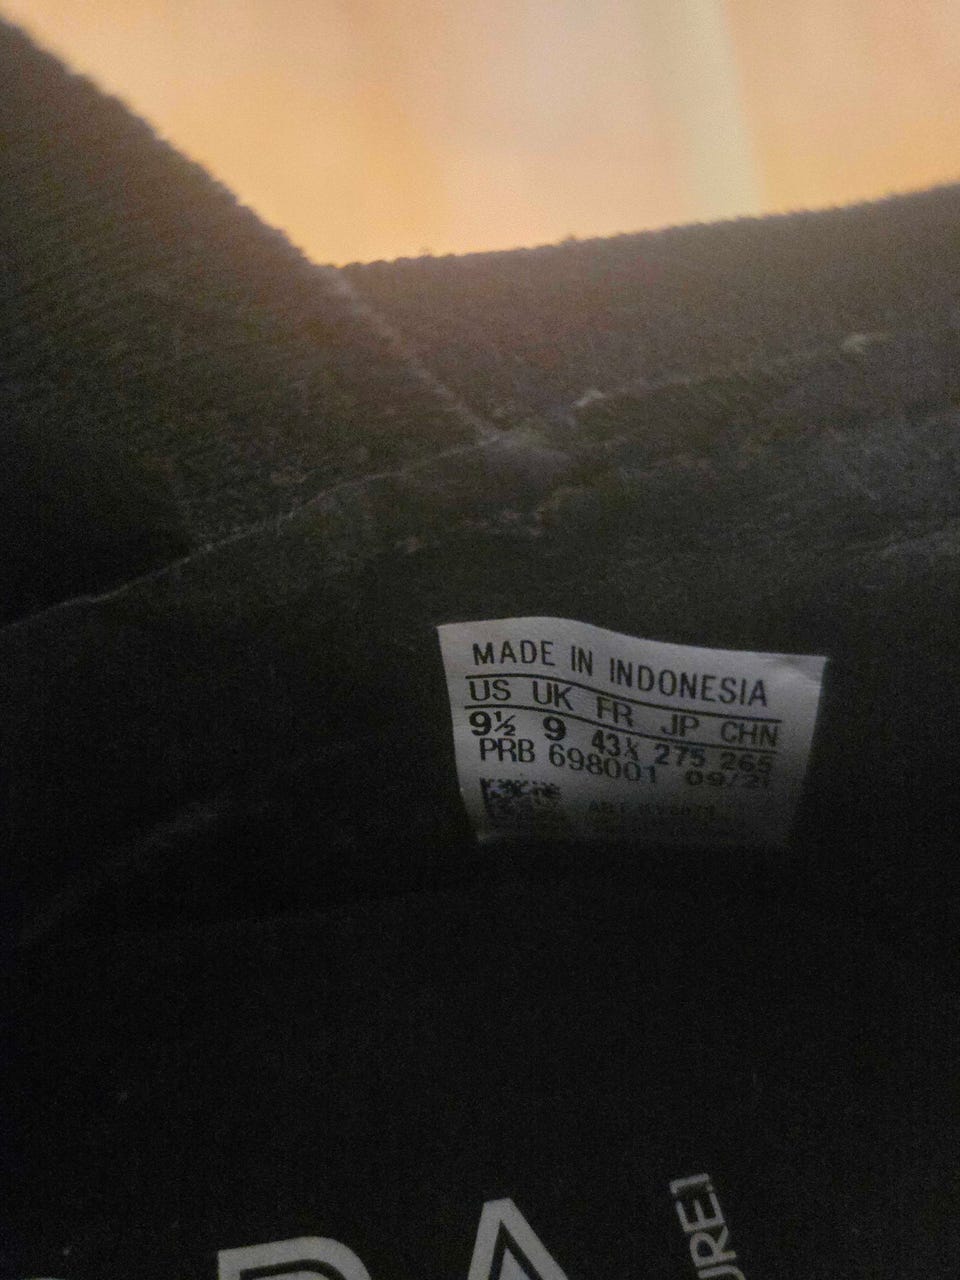 MADE IN INDONESIA
US UK FR JP CHN
9½ 9 43⅓ 275 265
PRB 698001 09/21